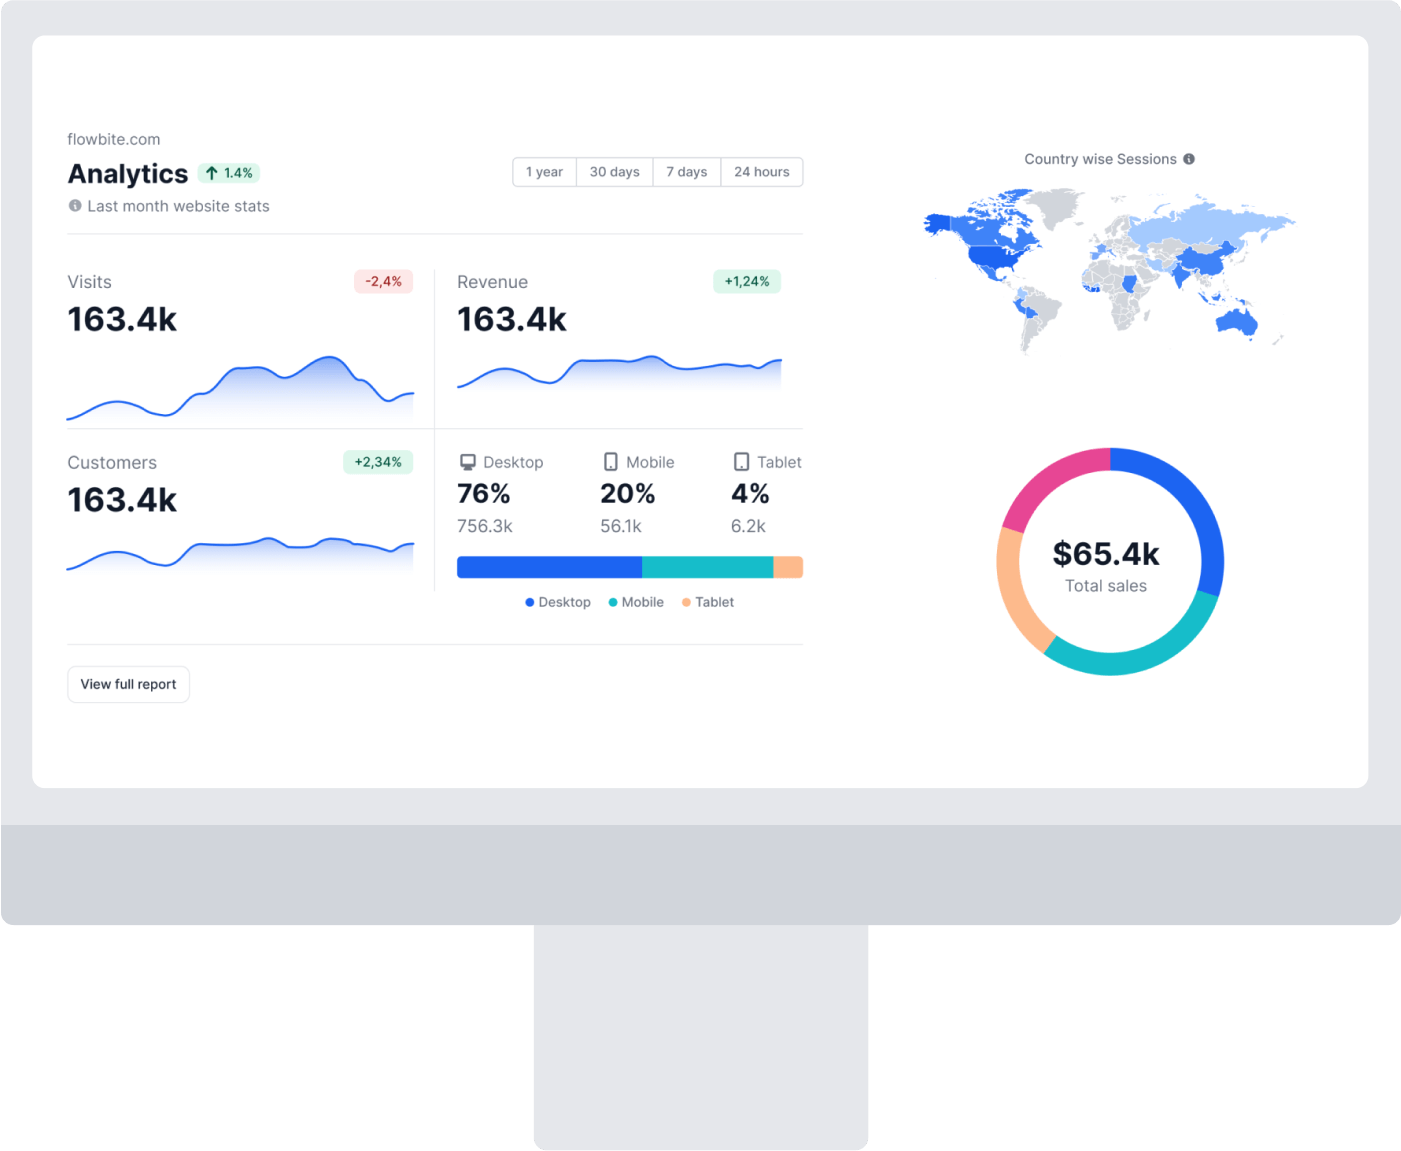 flowbite.com
Analytics 1.4%
Last month website stats
1 year 30 days 7 days 24 hours
Visits -2,4%
163.4k
Revenue +1,24%
163.4k
Customers +2,34%
163.4k
Desktop Mobile Tablet
76% 20% 4%
756.3k 56.1k 6.2k
Desktop Mobile Tablet
View full report
Country wise Sessions
$65.4k
Total sales